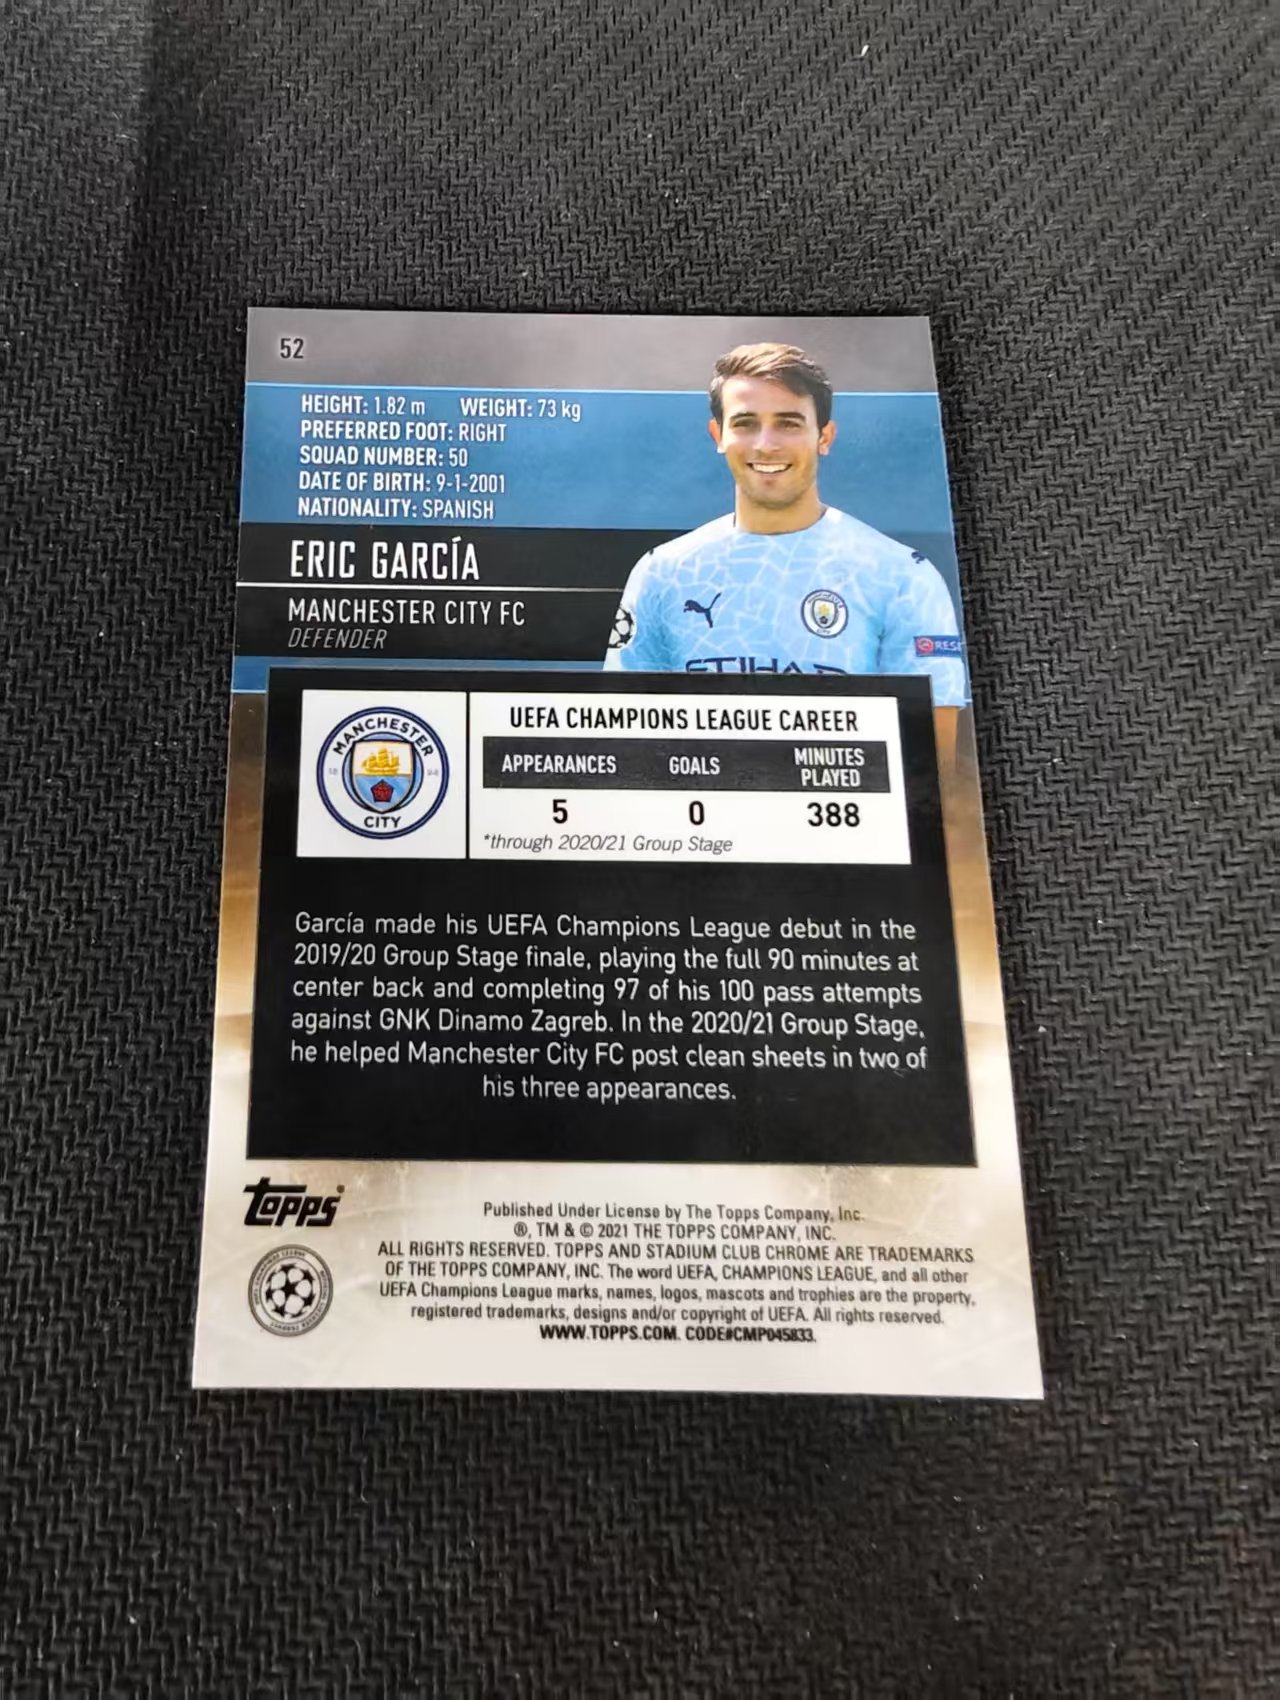 52
HEIGHT: 1.82 m WEIGHT: 73 kg
PREFERRED FOOT: RIGHT
SQUAD NUMBER: 50
DATE OF BIRTH: 9-1-2001
NATIONALITY: SPANISH
ERIC GARCÍA
MANCHESTER CITY FC
DEFENDER
RES
ETIHAD
MANCHESTER
18 94
CITY
UEFA CHAMPIONS LEAGUE CAREER
APPEARANCES GOALS MINUTES PLAYED
5 0 388
*through 2020/21 Group Stage
García made his UEFA Champions League debut in the
2019/20 Group Stage finale, playing the full 90 minutes at
center back and completing 97 of his 100 pass attempts
against GNK Dinamo Zagreb. In the 2020/21 Group Stage,
he helped Manchester City FC post clean sheets in two of
his three appearances.
Topps®
Published Under License by The Topps Company, Inc.
®, TM & © 2021 THE TOPPS COMPANY, INC.
ALL RIGHTS RESERVED. TOPPS AND STADIUM CLUB CHROME ARE TRADEMARKS
OF THE TOPPS COMPANY, INC. The word UEFA, CHAMPIONS LEAGUE, and all other
UEFA Champions League marks, names, logos, mascots and trophies are the property,
registered trademarks, designs and/or copyright of UEFA. All rights reserved.
WWW.TOPPS.COM. CODE#CMP045833.